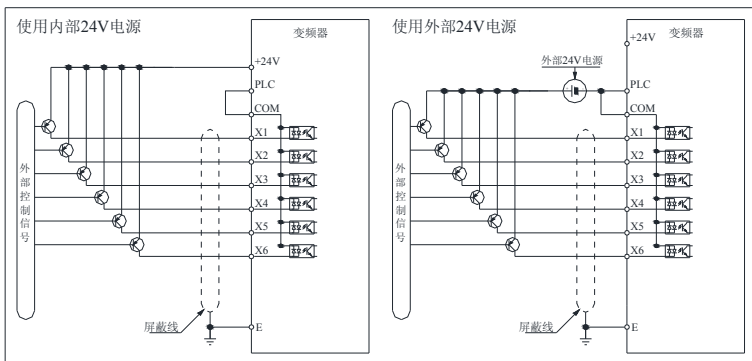 使用内部24V电源
变频器
+24V
PLC
COM
X1
X2
X3
X4
X5
X6
外部控制信号
屏蔽线
E
使用外部24V电源
变频器
+24V
外部24V电源
PLC
COM
X1
X2
X3
X4
X5
X6
外部控制信号
屏蔽线
E